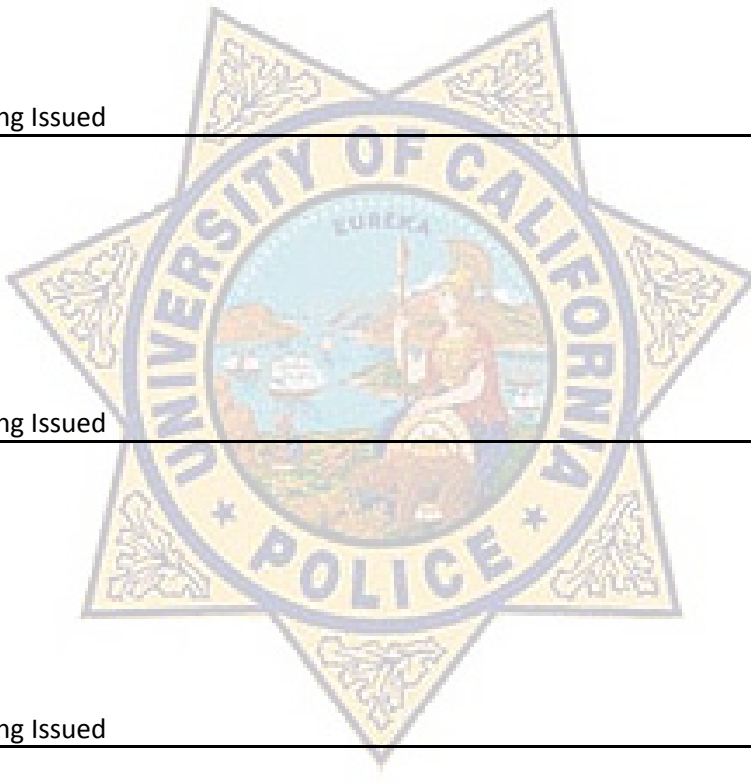 ng Issued
UNIVERSITY OF CALIFORNIA
EUREKA
ng Issued
* POLICE *
ng Issued